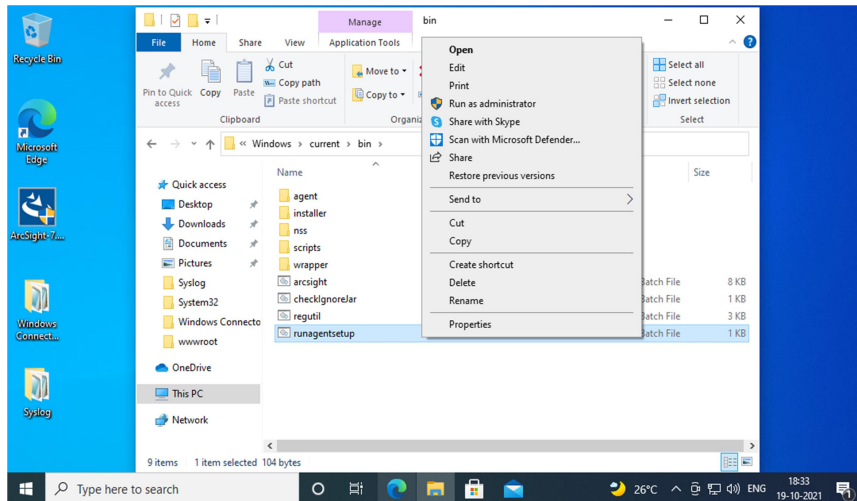 Manage
bin
File
Home
Share
View
Application Tools
Pin to Quick access
Copy
Paste
Cut
Copy path
Paste shortcut
Move to
Copy to
Select all
Select none
Invert selection
Clipboard
Select
Windows > current > bin >
Name
Size
Quick access
Desktop
Downloads
Documents
Pictures
Syslog
System32
Windows Connecto
wwwroot
OneDrive
This PC
Network
agent
installer
nss
scripts
wrapper
arcsight
Batch File
8 KB
checkIgnoreJar
Batch File
1 KB
regutil
Batch File
3 KB
runagentsetup
Batch File
1 KB
Open
Edit
Print
Run as administrator
Share with Skype
Scan with Microsoft Defender...
Share
Restore previous versions
Send to
Cut
Copy
Create shortcut
Delete
Rename
Properties
9 items
1 item selected 104 bytes
Recycle Bin
Microsoft
Edge
ArcSight-7....
Windows
Connect...
Syslog
Type here to search
26°C
ENG
18:33
19-10-2021